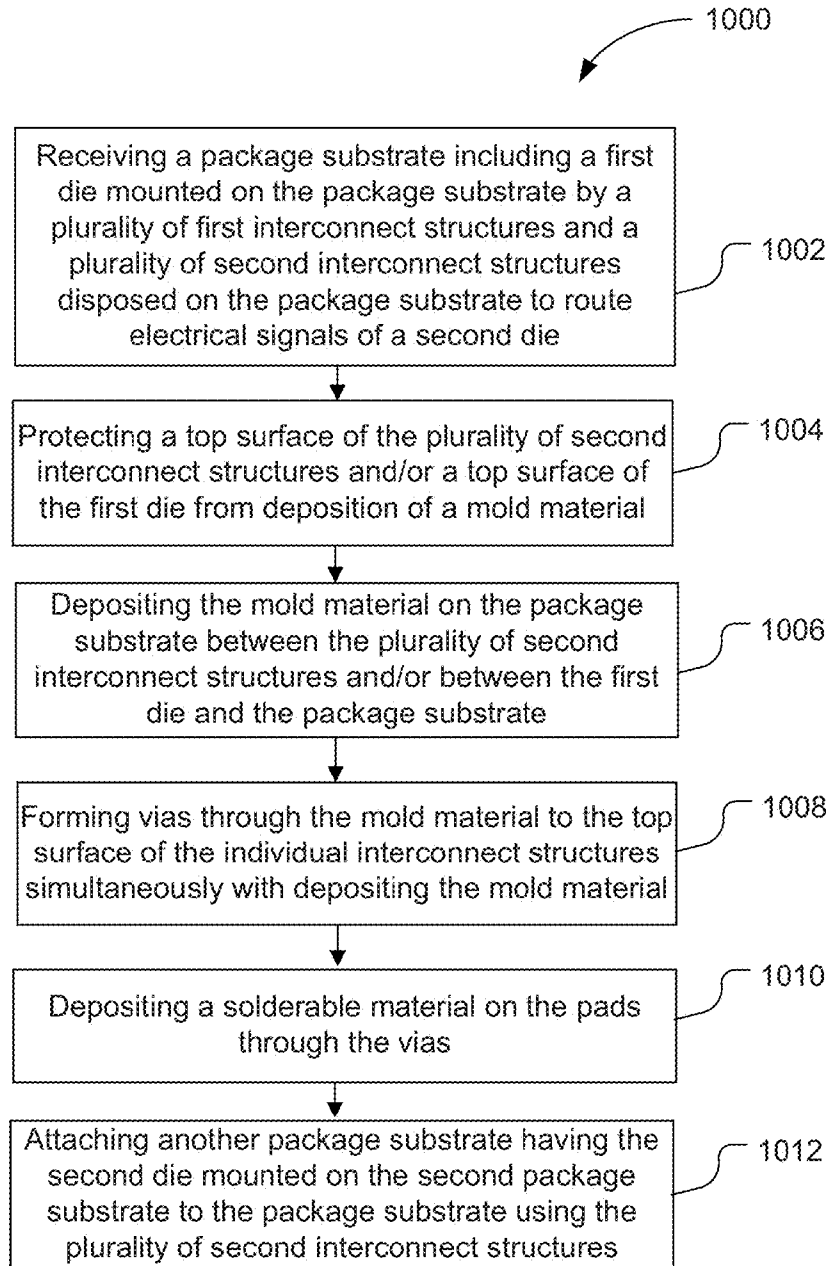 1000
Receiving a package substrate including a first
die mounted on the package substrate by a
plurality of first interconnect structures and a
plurality of second interconnect structures
disposed on the package substrate to route
electrical signals of a second die
1002
Protecting a top surface of the plurality of second
interconnect structures and/or a top surface of
the first die from deposition of a mold material
1004
Depositing the mold material on the package
substrate between the plurality of second
interconnect structures and/or between the first
die and the package substrate
1006
Forming vias through the mold material to the top
surface of the individual interconnect structures
simultaneously with depositing the mold material
1008
Depositing a solderable material on the pads
through the vias
1010
Attaching another package substrate having the
second die mounted on the second package
substrate to the package substrate using the
plurality of second interconnect structures
1012